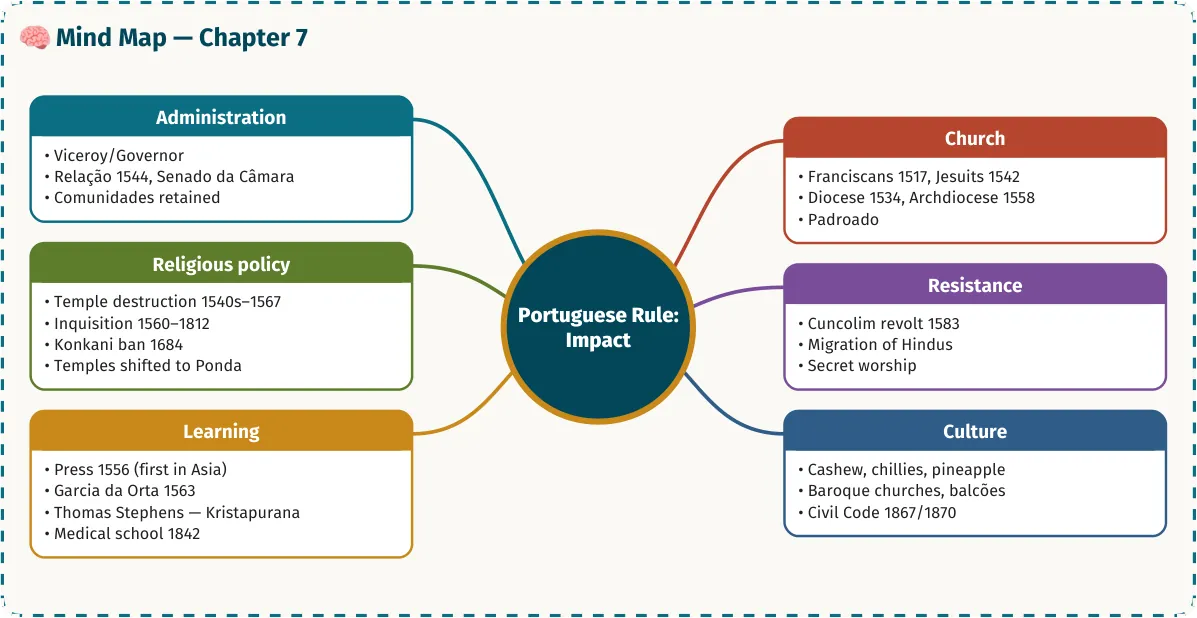 🧠 Mind Map — Chapter 7
Administration
• Viceroy/Governor
• Relação 1544, Senado da Câmara
• Comunidades retained
Religious policy
• Temple destruction 1540s–1567
• Inquisition 1560–1812
• Konkani ban 1684
• Temples shifted to Ponda
Learning
• Press 1556 (first in Asia)
• Garcia da Orta 1563
• Thomas Stephens — Kristapurana
• Medical school 1842
Portuguese Rule:
Impact
Church
• Franciscans 1517, Jesuits 1542
• Diocese 1534, Archdiocese 1558
• Padroado
Resistance
• Cuncolim revolt 1583
• Migration of Hindus
• Secret worship
Culture
• Cashew, chillies, pineapple
• Baroque churches, balcões
• Civil Code 1867/1870